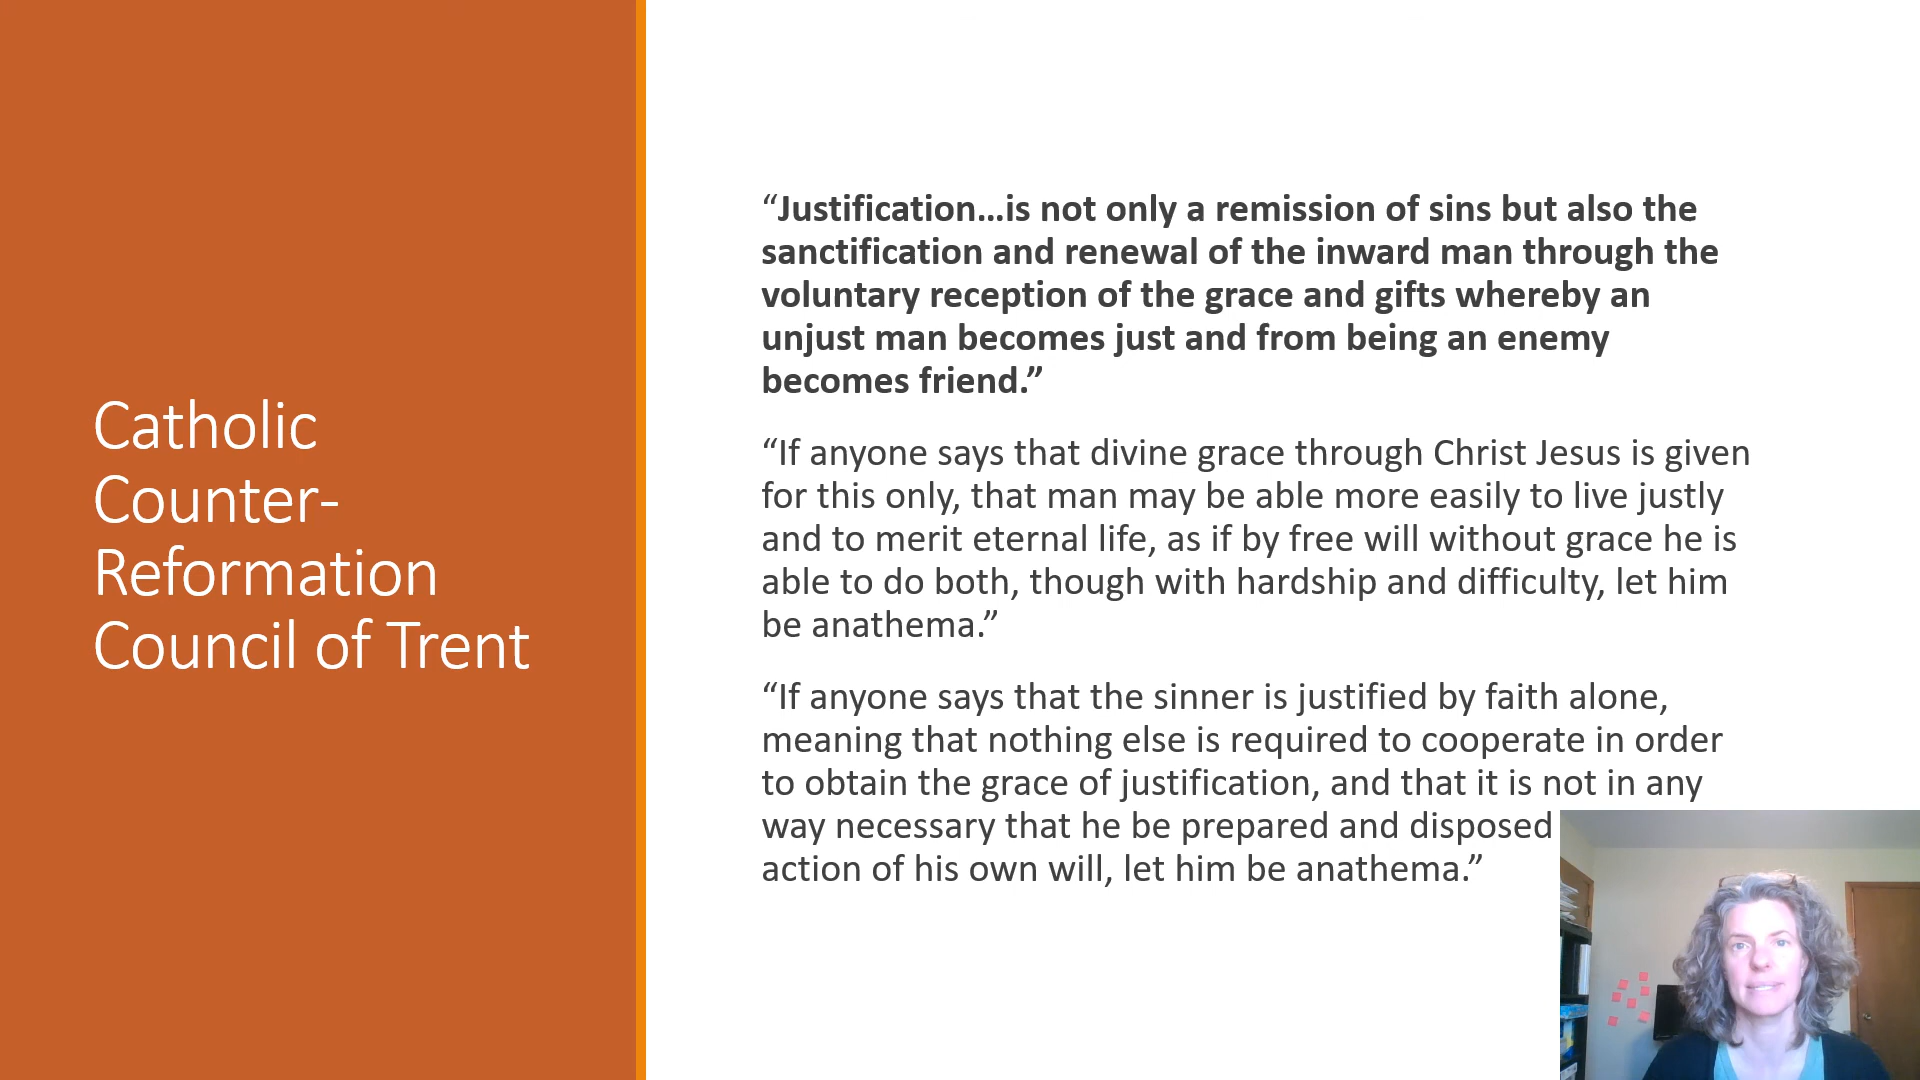 Catholic
Counter-
Reformation
Council of Trent
“Justification…is not only a remission of sins but also the
sanctification and renewal of the inward man through the
voluntary reception of the grace and gifts whereby an
unjust man becomes just and from being an enemy
becomes friend.”
“If anyone says that divine grace through Christ Jesus is given
for this only, that man may be able more easily to live justly
and to merit eternal life, as if by free will without grace he is
able to do both, though with hardship and difficulty, let him
be anathema.”
“If anyone says that the sinner is justified by faith alone,
meaning that nothing else is required to cooperate in order
to obtain the grace of justification, and that it is not in any
way necessary that he be prepared and disposed
action of his own will, let him be anathema.”